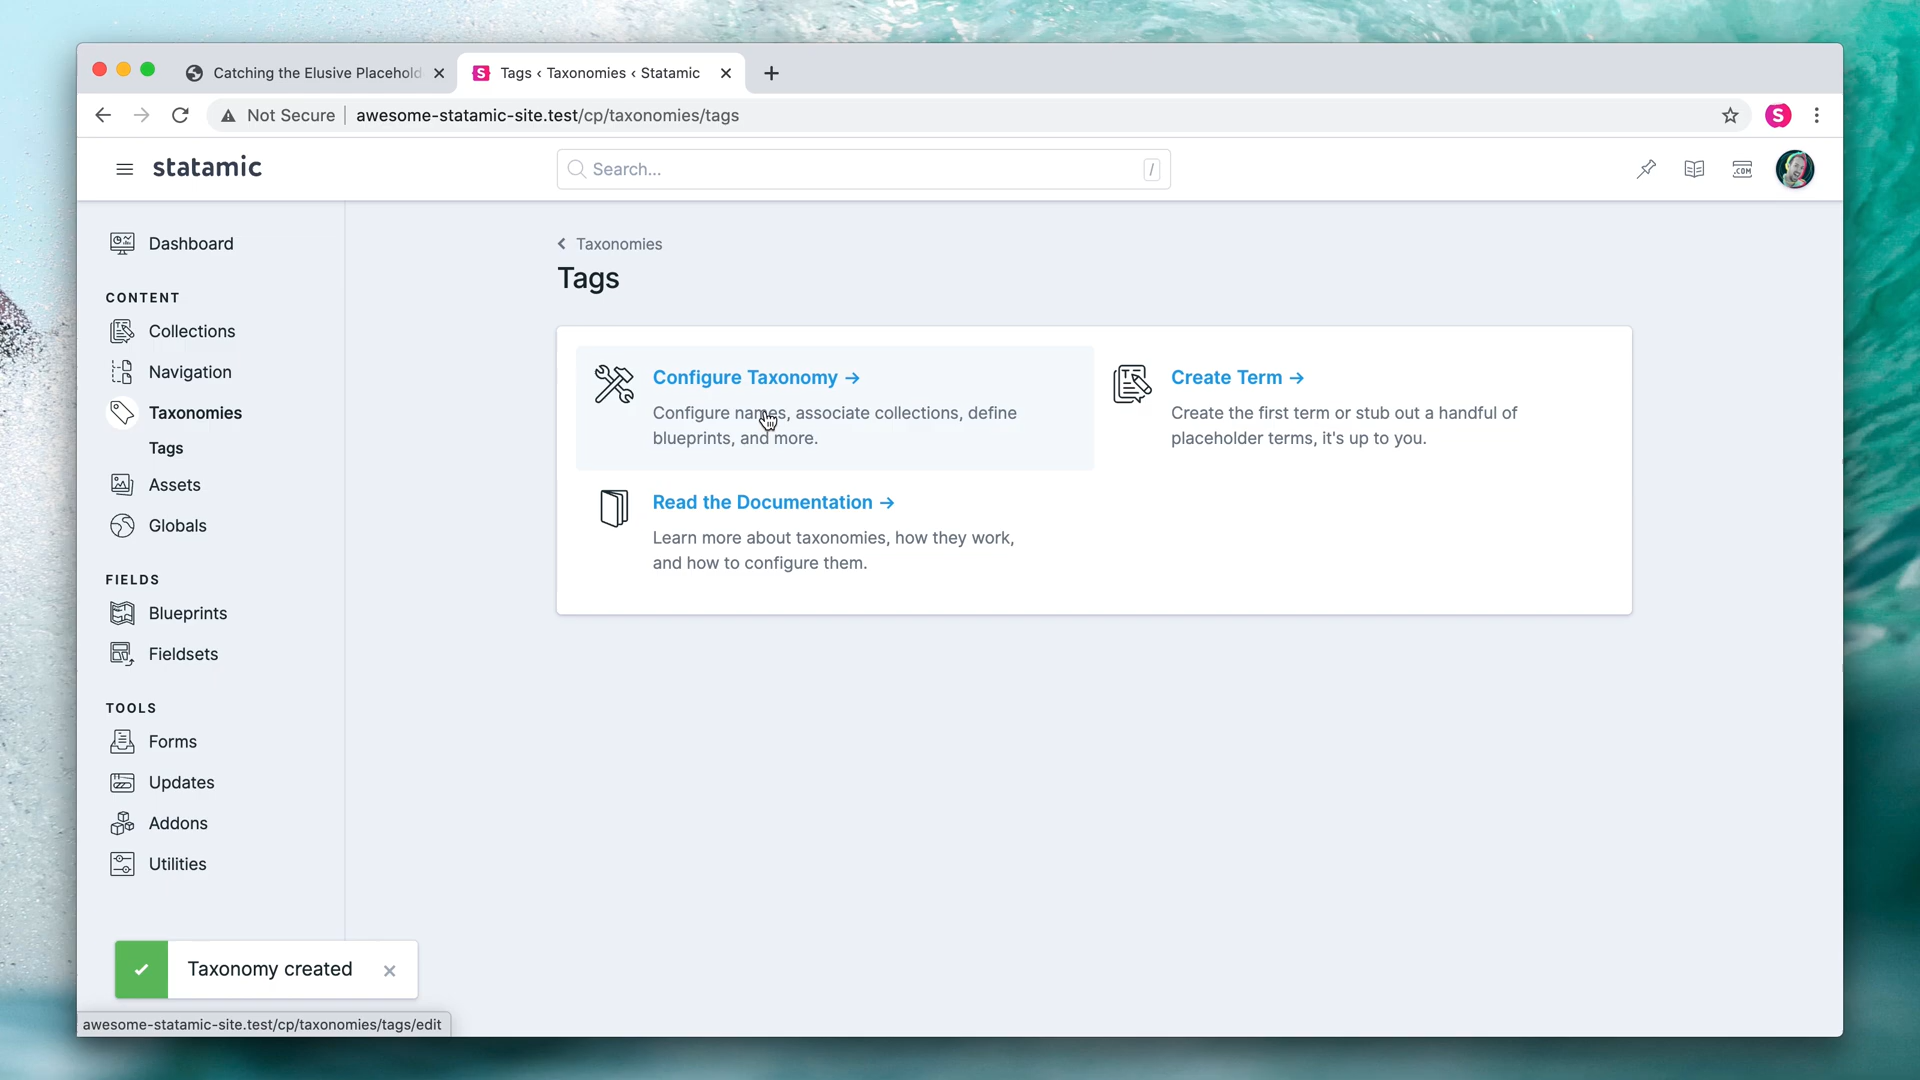 Catching the Elusive Placehold
Tags ‹ Taxonomies ‹ Statamic
Not Secure
awesome-statamic-site.test/cp/taxonomies/tags
S
statamic
Search...
/
.COM
Dashboard
CONTENT
Collections
Navigation
Taxonomies
Tags
Assets
Globals
FIELDS
Blueprints
Fieldsets
TOOLS
Forms
Updates
Addons
Utilities
Taxonomies
Tags
Configure Taxonomy →
Configure names, associate collections, define
blueprints, and more.
Create Term →
Create the first term or stub out a handful of
placeholder terms, it's up to you.
Read the Documentation →
Learn more about taxonomies, how they work,
and how to configure them.
Taxonomy created
awesome-statamic-site.test/cp/taxonomies/tags/edit